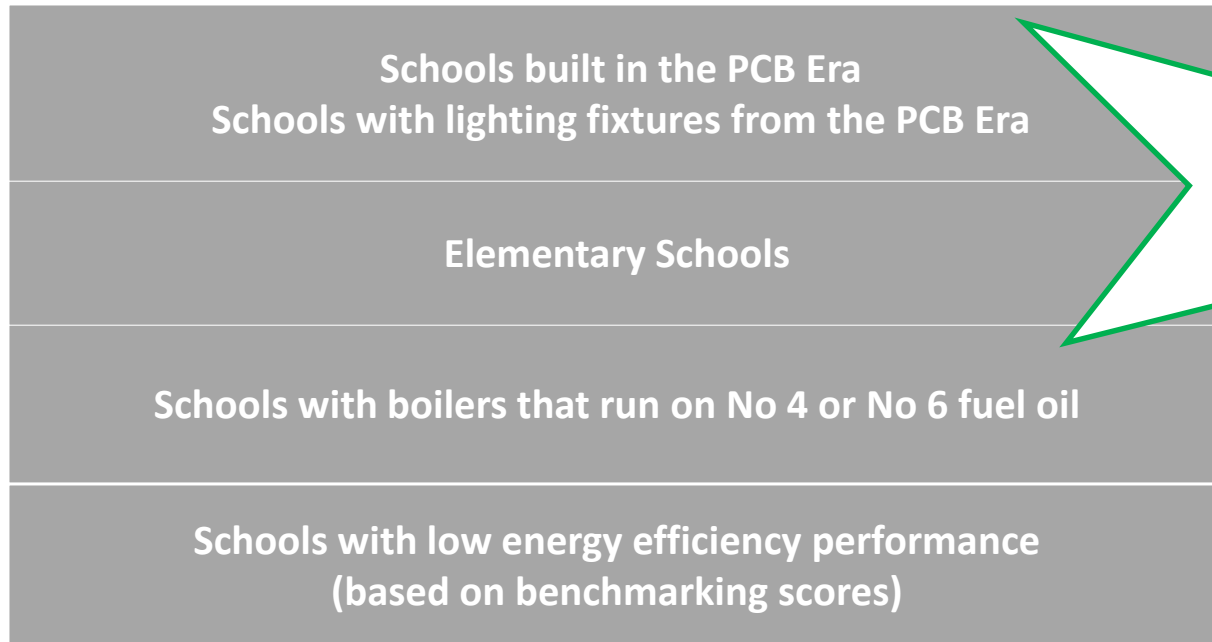 Schools built in the PCB Era
Schools with lighting fixtures from the PCB Era
Elementary Schools
Schools with boilers that run on No 4 or No 6 fuel oil
Schools with low energy efficiency performance
(based on benchmarking scores)